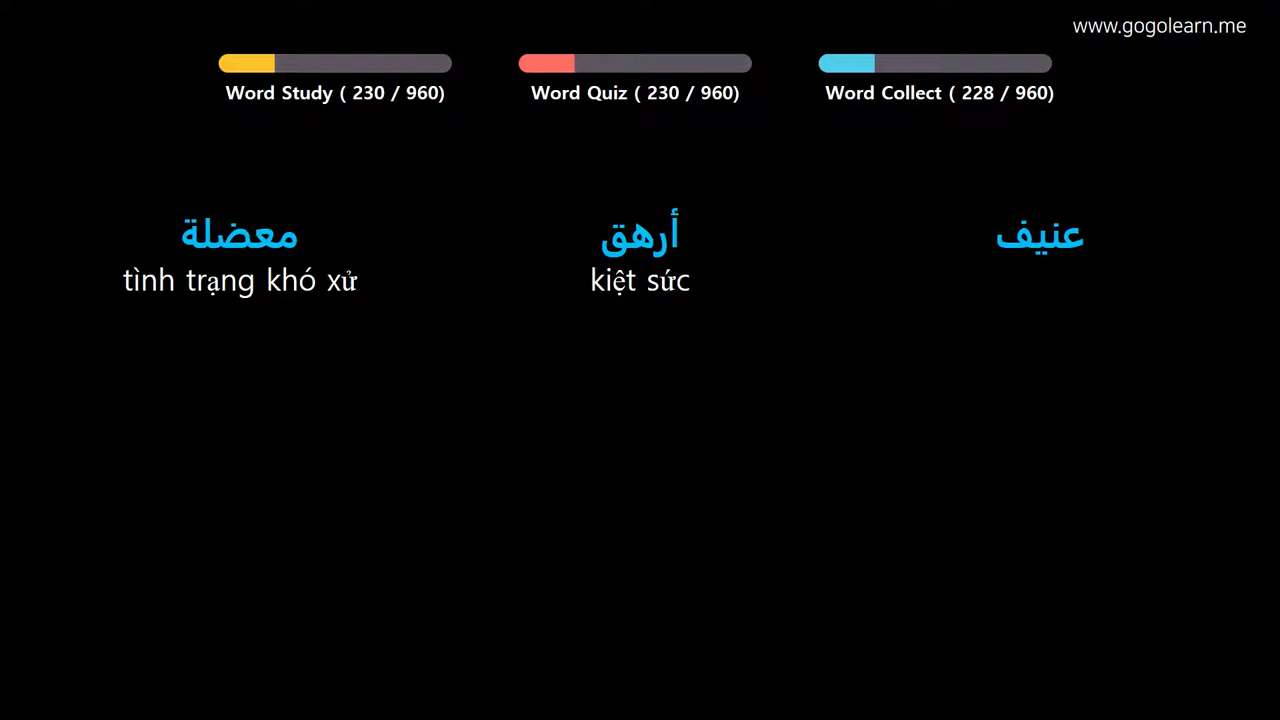 www.gogolearn.me
Word Study ( 230 / 960)
Word Quiz ( 230 / 960)
Word Collect ( 228 / 960)
معضلة
tình trạng khó xử
أرهق
kiệt sức
عنيف